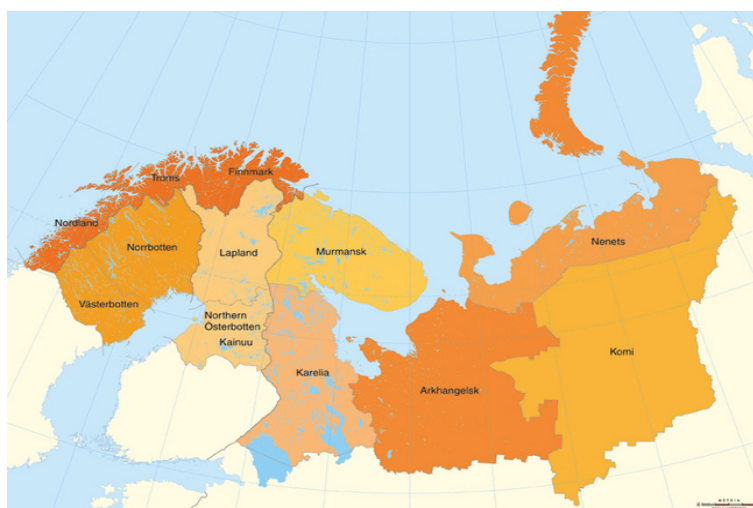 Troms
Finnmark
Nordland
Norrbotten
Lapland
Murmansk
Nenets
Västerbotten
Northern
Österbotten
Kainuu
Karelia
Komi
Arkhangelsk